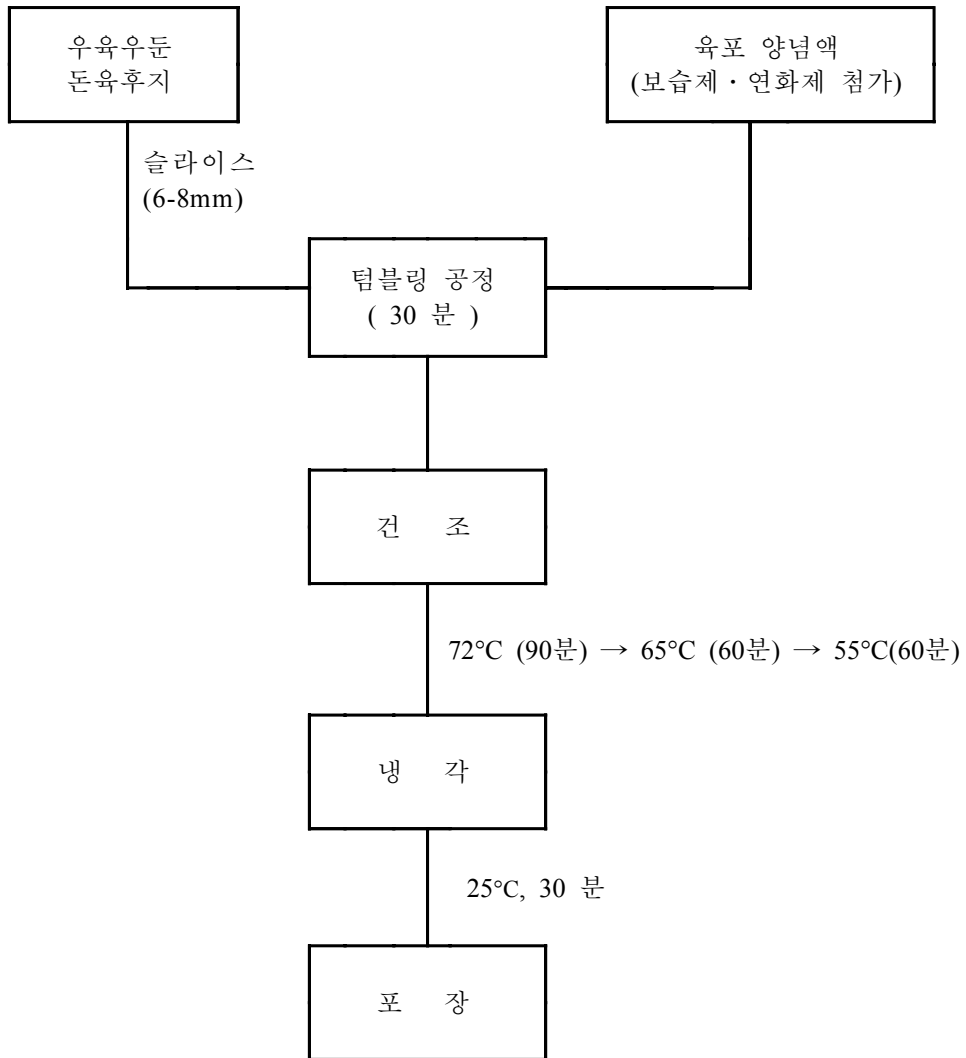 우육우둔
돈육후지
육포 양념액
(보습제·연화제 첨가)
슬라이스
(6-8mm)
텀블링 공정
( 30 분 )
건 조
72°C (90분) → 65°C (60분) → 55°C(60분)
냉 각
25°C, 30 분
포 장